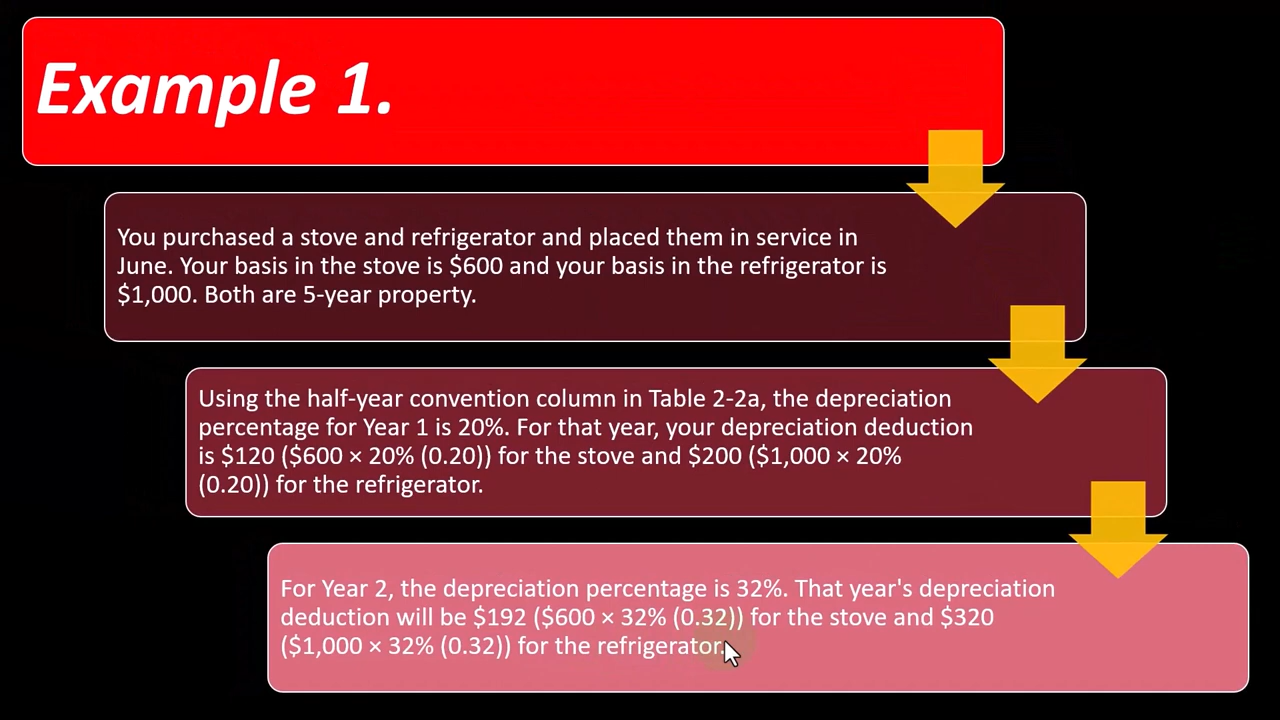 Example 1.
You purchased a stove and refrigerator and placed them in service in
June. Your basis in the stove is $600 and your basis in the refrigerator is
$1,000. Both are 5-year property.
Using the half-year convention column in Table 2-2a, the depreciation
percentage for Year 1 is 20%. For that year, your depreciation deduction
is $120 ($600 × 20% (0.20)) for the stove and $200 ($1,000 × 20%
(0.20)) for the refrigerator.
For Year 2, the depreciation percentage is 32%. That year's depreciation
deduction will be $192 ($600 × 32% (0.32)) for the stove and $320
($1,000 × 32% (0.32)) for the refrigerator.